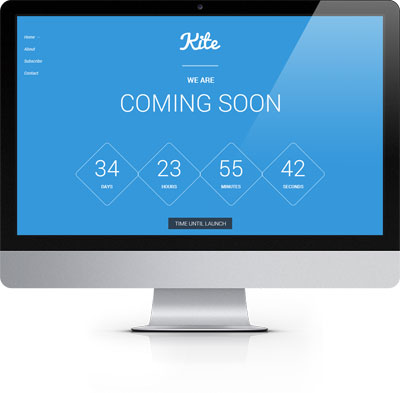 Kite
Home
About
Subscribe
Contact
WE ARE
COMING SOON
34 23 55 42
DAYS HOURS MINUTES SECONDS
TIME UNTIL LAUNCH